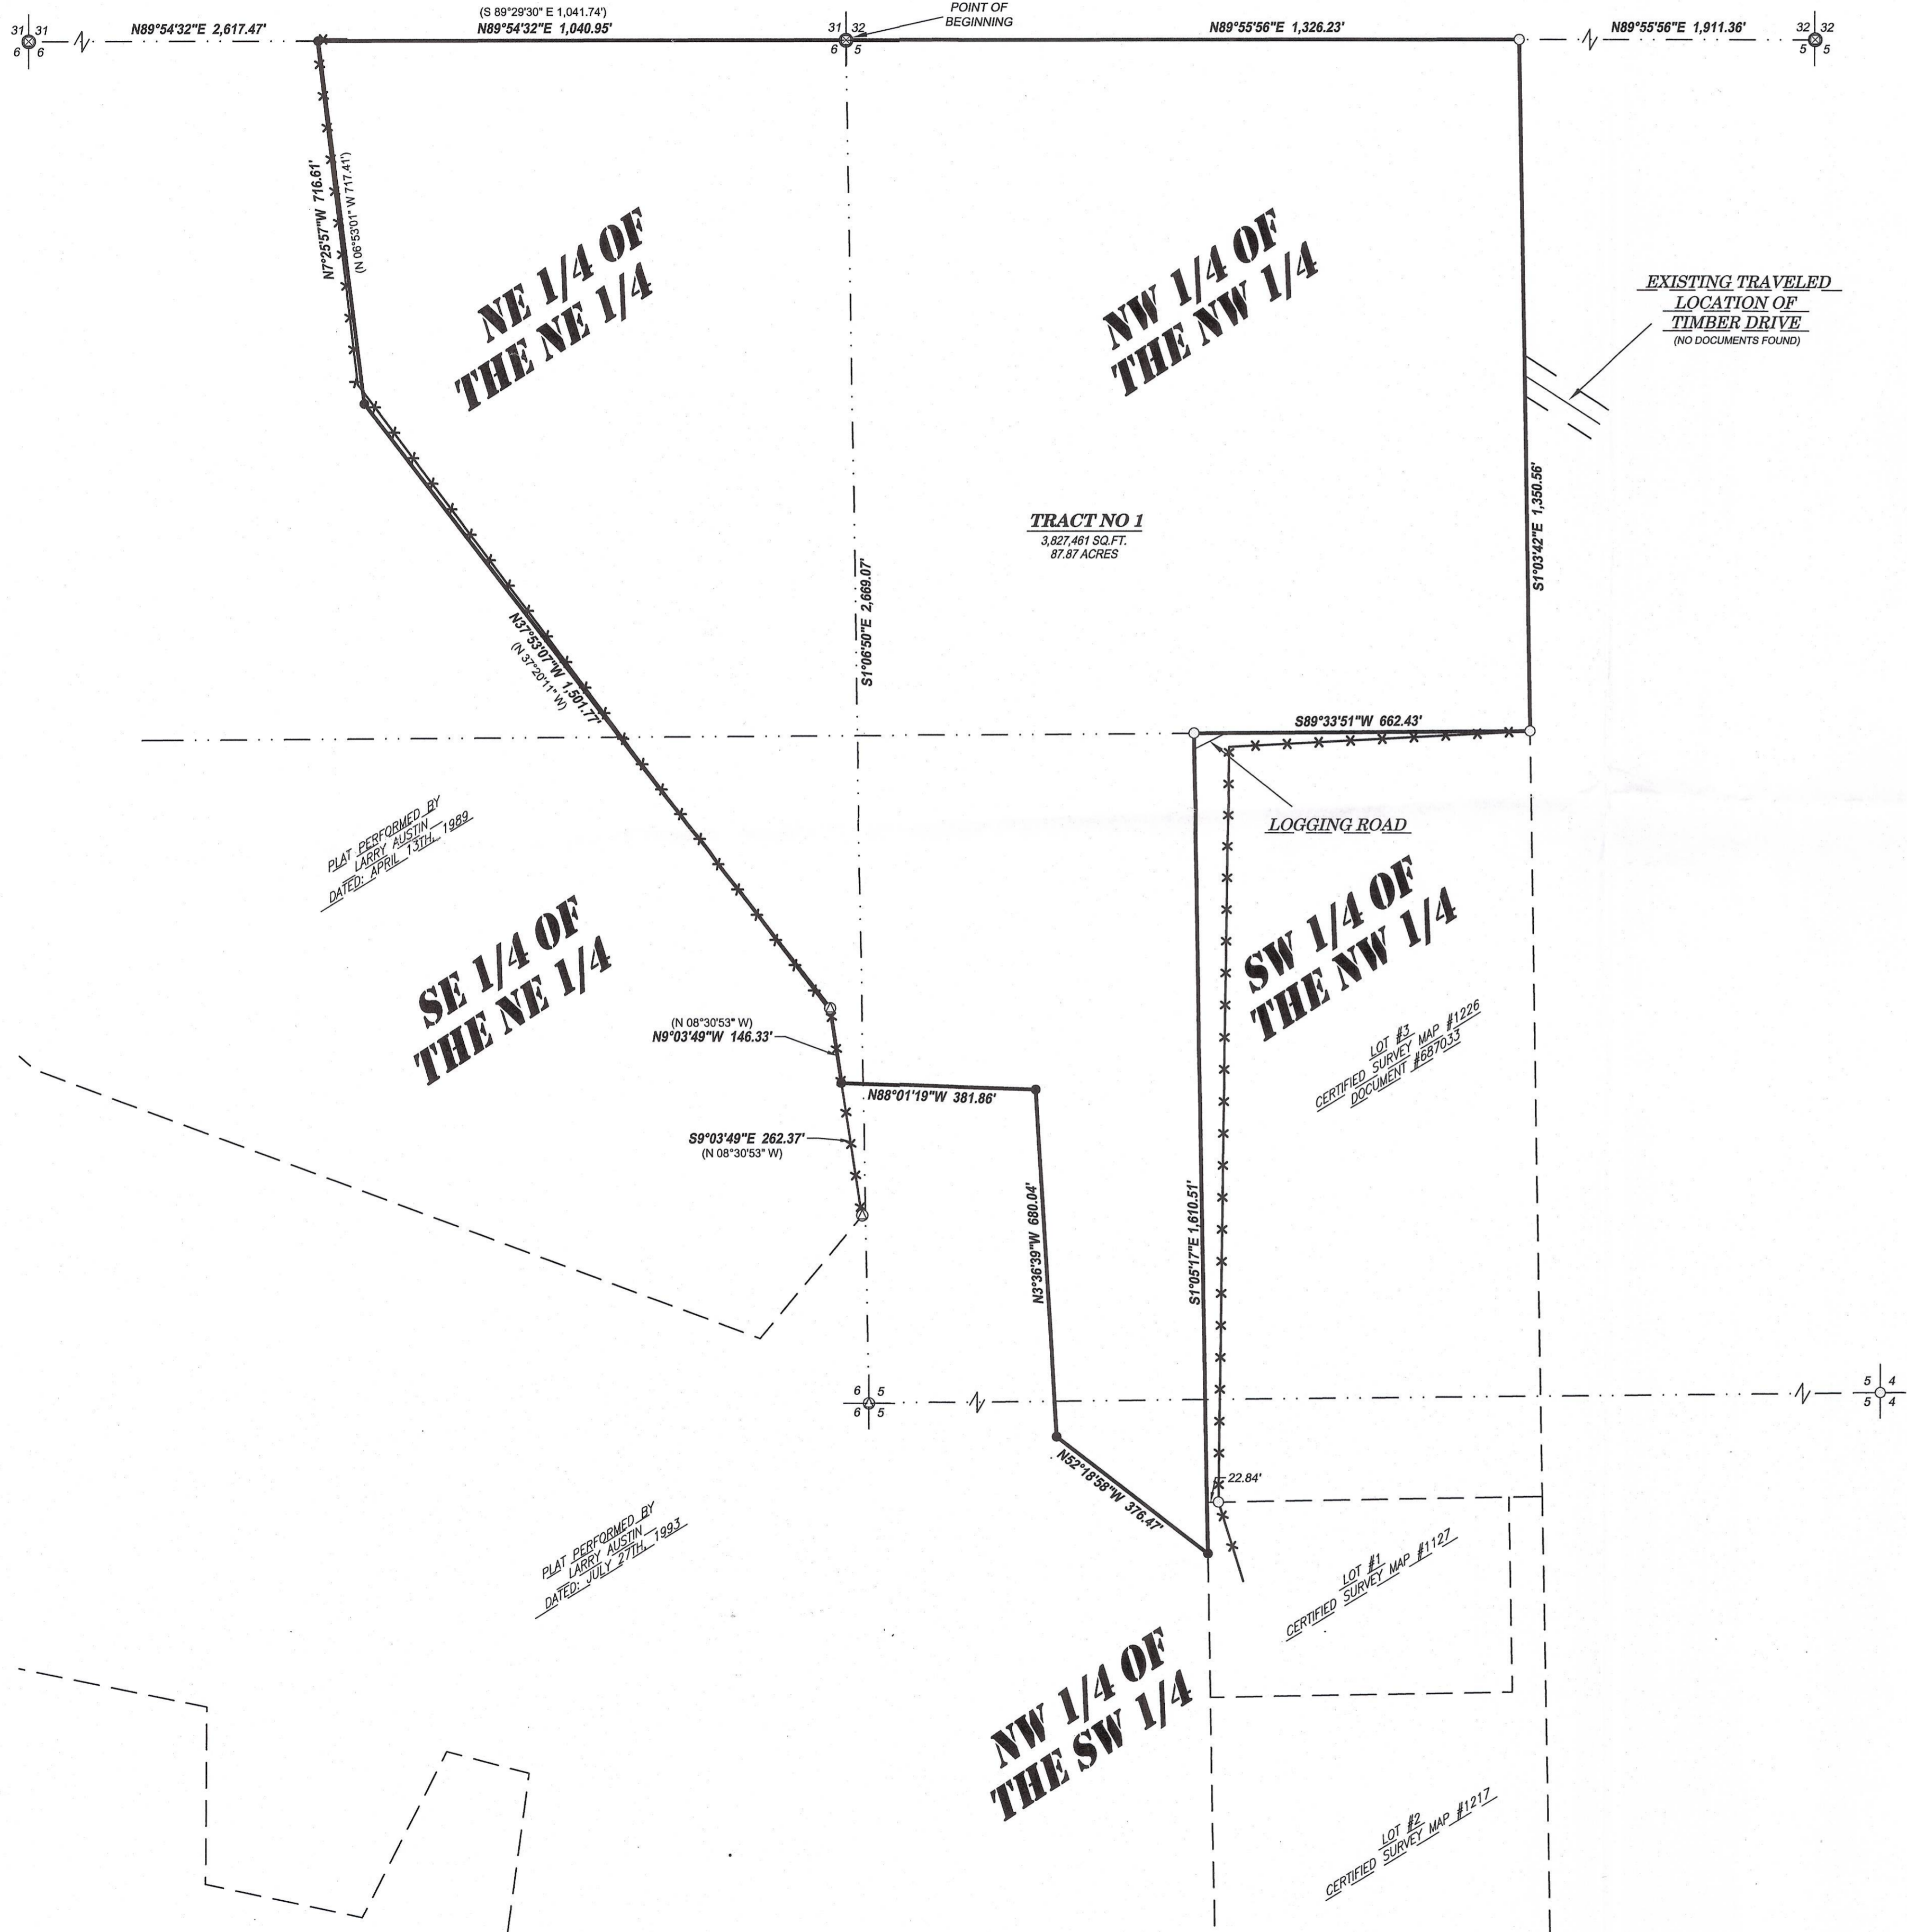 (S 89°29'30" E 1,041.74')
POINT OF
BEGINNING
31 31
6 6
N89°54'32"E 2,617.47'
N89°54'32"E 1,040.95'
31 32
6 5
N89°55'56"E 1,326.23'
N89°55'56"E 1,911.36'
32 32
5 5
N7°25'57"W 716.61'
(N 06°53'01" W 717.41')
NE 1/4 OF
THE NE 1/4
NW 1/4 OF
THE NW 1/4
EXISTING TRAVELED
LOCATION OF
TIMBER DRIVE
(NO DOCUMENTS FOUND)
TRACT NO 1
3,827,461 SQ.FT.
87.87 ACRES
S1°03'42"E 1,350.56'
S1°06'50"E 2,669.07'
N37°53'07"W 1,501.77'
(N 37°20'11" W)
S89°33'51"W 662.43'
LOGGING ROAD
PLAT PERFORMED BY
LARRY AUSTIN
DATED: APRIL 13TH, 1989
SE 1/4 OF
THE NE 1/4
SW 1/4 OF
THE NW 1/4
LOT #3
CERTIFIED SURVEY MAP #1226
DOCUMENT #687033
(N 08°30'53" W)
N9°03'49"W 146.33'
N88°01'19"W 381.86'
S9°03'49"E 262.37'
(N 08°30'53" W)
N3°36'39"W 680.04'
S1°05'17"E 1,610.51'
6 5
6 5
5 4
5 4
N52°18'58"W 376.47'
22.84'
PLAT PERFORMED BY
LARRY AUSTIN
DATED: JULY 27TH, 1993
LOT #1
CERTIFIED SURVEY MAP #1127
NW 1/4 OF
THE SW 1/4
LOT #2
CERTIFIED SURVEY MAP #1217